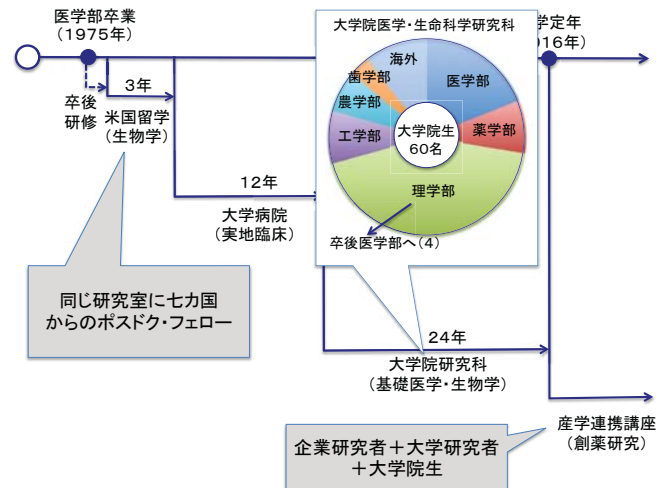 医学部卒業
(1975年)
卒後
研修
3年
米国留学
(生物学)
12年
大学病院
(実地臨床)
同じ研究室に七カ国
からのポスドク・フェロー
大学院医学・生命科学研究科
海外
歯学部
農学部
工学部
医学部
薬学部
理学部
大学院生
60名
卒後医学部へ(4)
学定年
16年)
24年
大学院研究科
(基礎医学・生物学)
企業研究者+大学研究者
+大学院生
産学連携講座
(創薬研究)